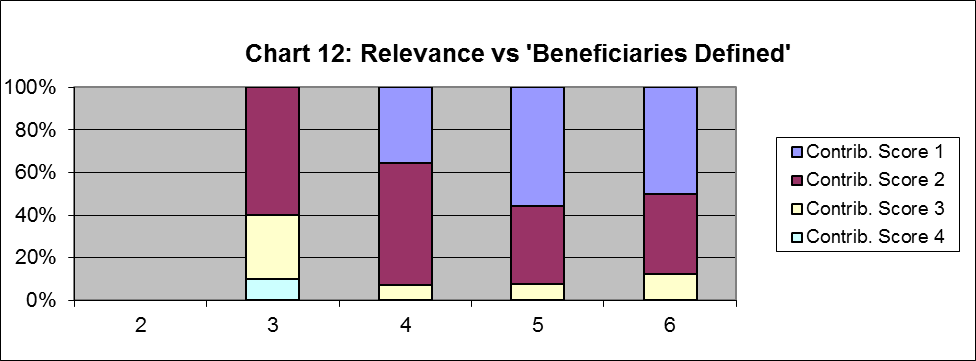 Chart 12: Relevance vs 'Beneficiaries Defined'
100%
80%
60%
40%
20%
0%
2 3 4 5 6
Contrib. Score 1
Contrib. Score 2
Contrib. Score 3
Contrib. Score 4